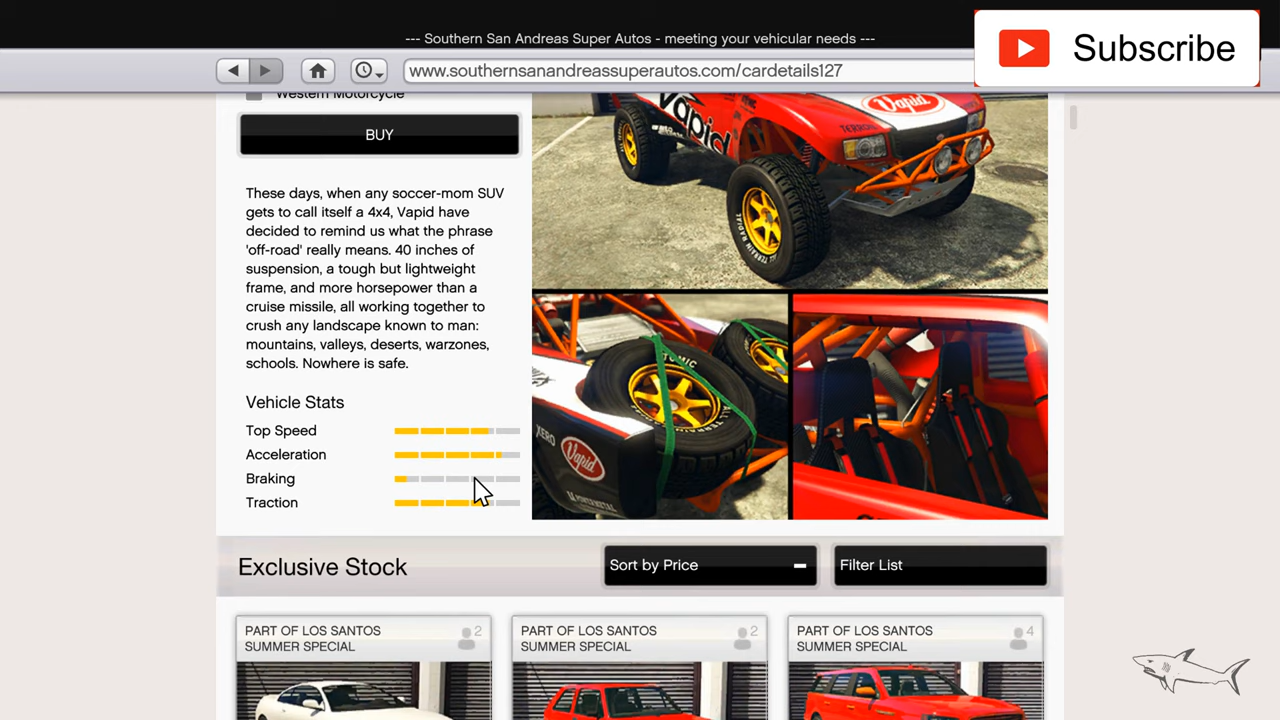 --- Southern San Andreas Super Autos - meeting your vehicular needs ---
Subscribe
www.southernsanandreassuperautos.com/cardetails127
Western Motorcycle
BUY
These days, when any soccer-mom SUV
gets to call itself a 4x4, Vapid have
decided to remind us what the phrase
'off-road' really means. 40 inches of
suspension, a tough but lightweight
frame, and more horsepower than a
cruise missile, all working together to
crush any landscape known to man:
mountains, valleys, deserts, warzones,
schools. Nowhere is safe.
Vehicle Stats
Top Speed
Acceleration
Braking
Traction
Vapid
Vapid
ATOMIC
ALL TERRAIN
XERO
Vapid
Exclusive Stock
Sort by Price
Filter List
PART OF LOS SANTOS
SUMMER SPECIAL
2
PART OF LOS SANTOS
SUMMER SPECIAL
2
PART OF LOS SANTOS
SUMMER SPECIAL
4